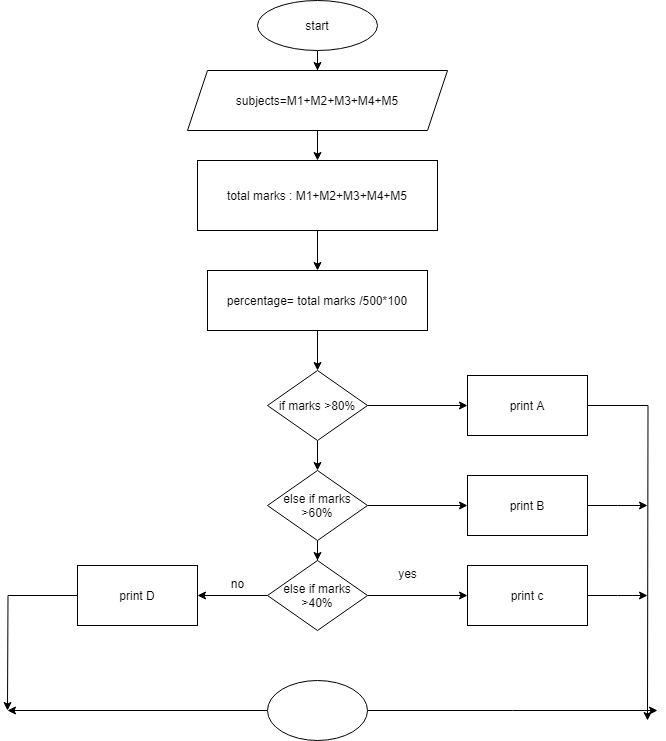 start
subjects=M1+M2+M3+M4+M5
total marks : M1+M2+M3+M4+M5
percentage= total marks /500*100
if marks >80%
print A
else if marks
>60%
print B
print D
no
else if marks
>40%
yes
print c